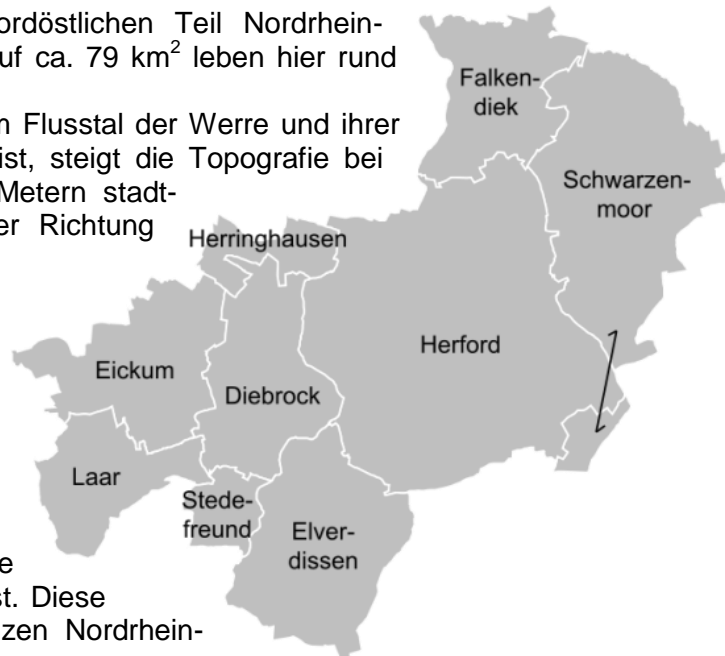 ordöstlichen Teil Nordrhein-
uf ca. 79 km² leben hier rund
n Flusstal der Werre und ihrer
ist, steigt die Topografie bei
Metern stadt-
er Richtung
Falken-
diek
Schwarzen-
moor
Herringhausen
Herford
Eickum
Diebrock
Laar
Stede-
freund
Elver-
dissen
e
st. Diese
zen Nordrhein-